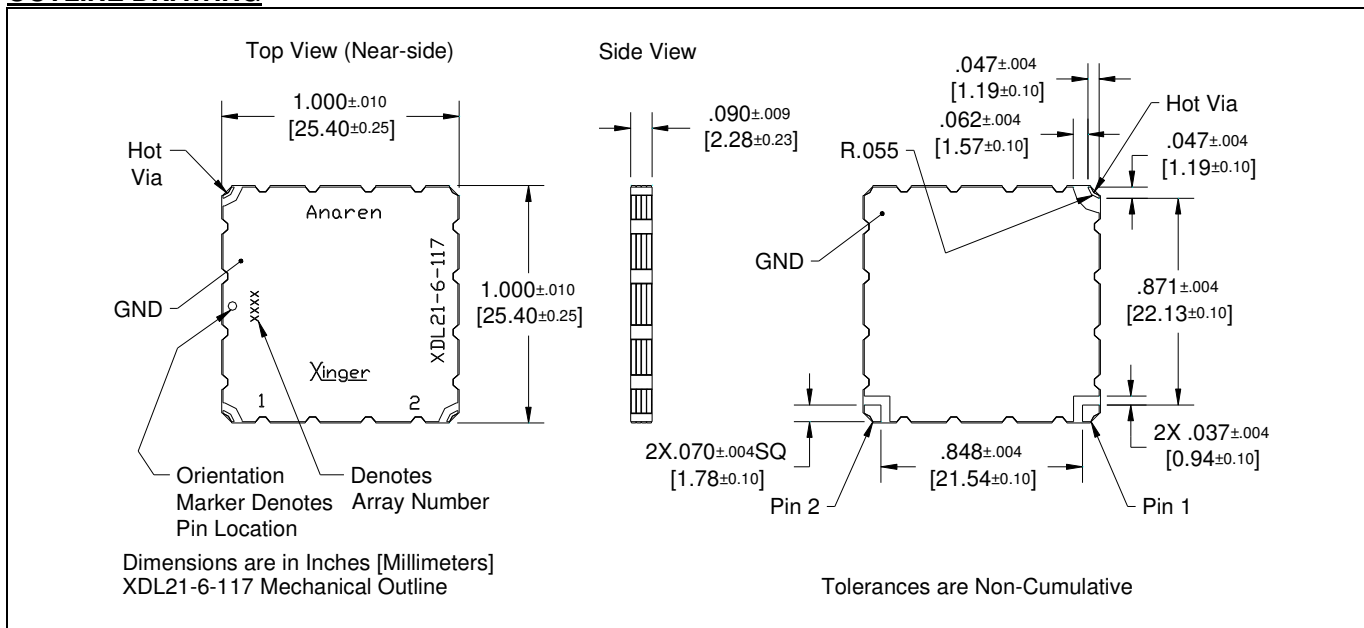 Top View (Near-side)
Side View
1.000±.010
[25.40±0.25]
.090±.009
[2.28±0.23]
.047±.004
[1.19±0.10]
Hot Via
.062±.004
[1.57±0.10]
.047±.004
[1.19±0.10]
R.055
Hot
Via
Anaren
GND
XDL21-6-117
1.000±.010
[25.40±0.25]
GND
xxxx
.871±.004
[22.13±0.10]
Xinger
1
2
2X.070±.004SQ
[1.78±0.10]
.848±.004
[21.54±0.10]
2X .037±.004
[0.94±0.10]
Pin 2
Pin 1
Orientation
Marker Denotes
Pin Location
Denotes
Array Number
Dimensions are in Inches [Millimeters]
XDL21-6-117 Mechanical Outline
Tolerances are Non-Cumulative